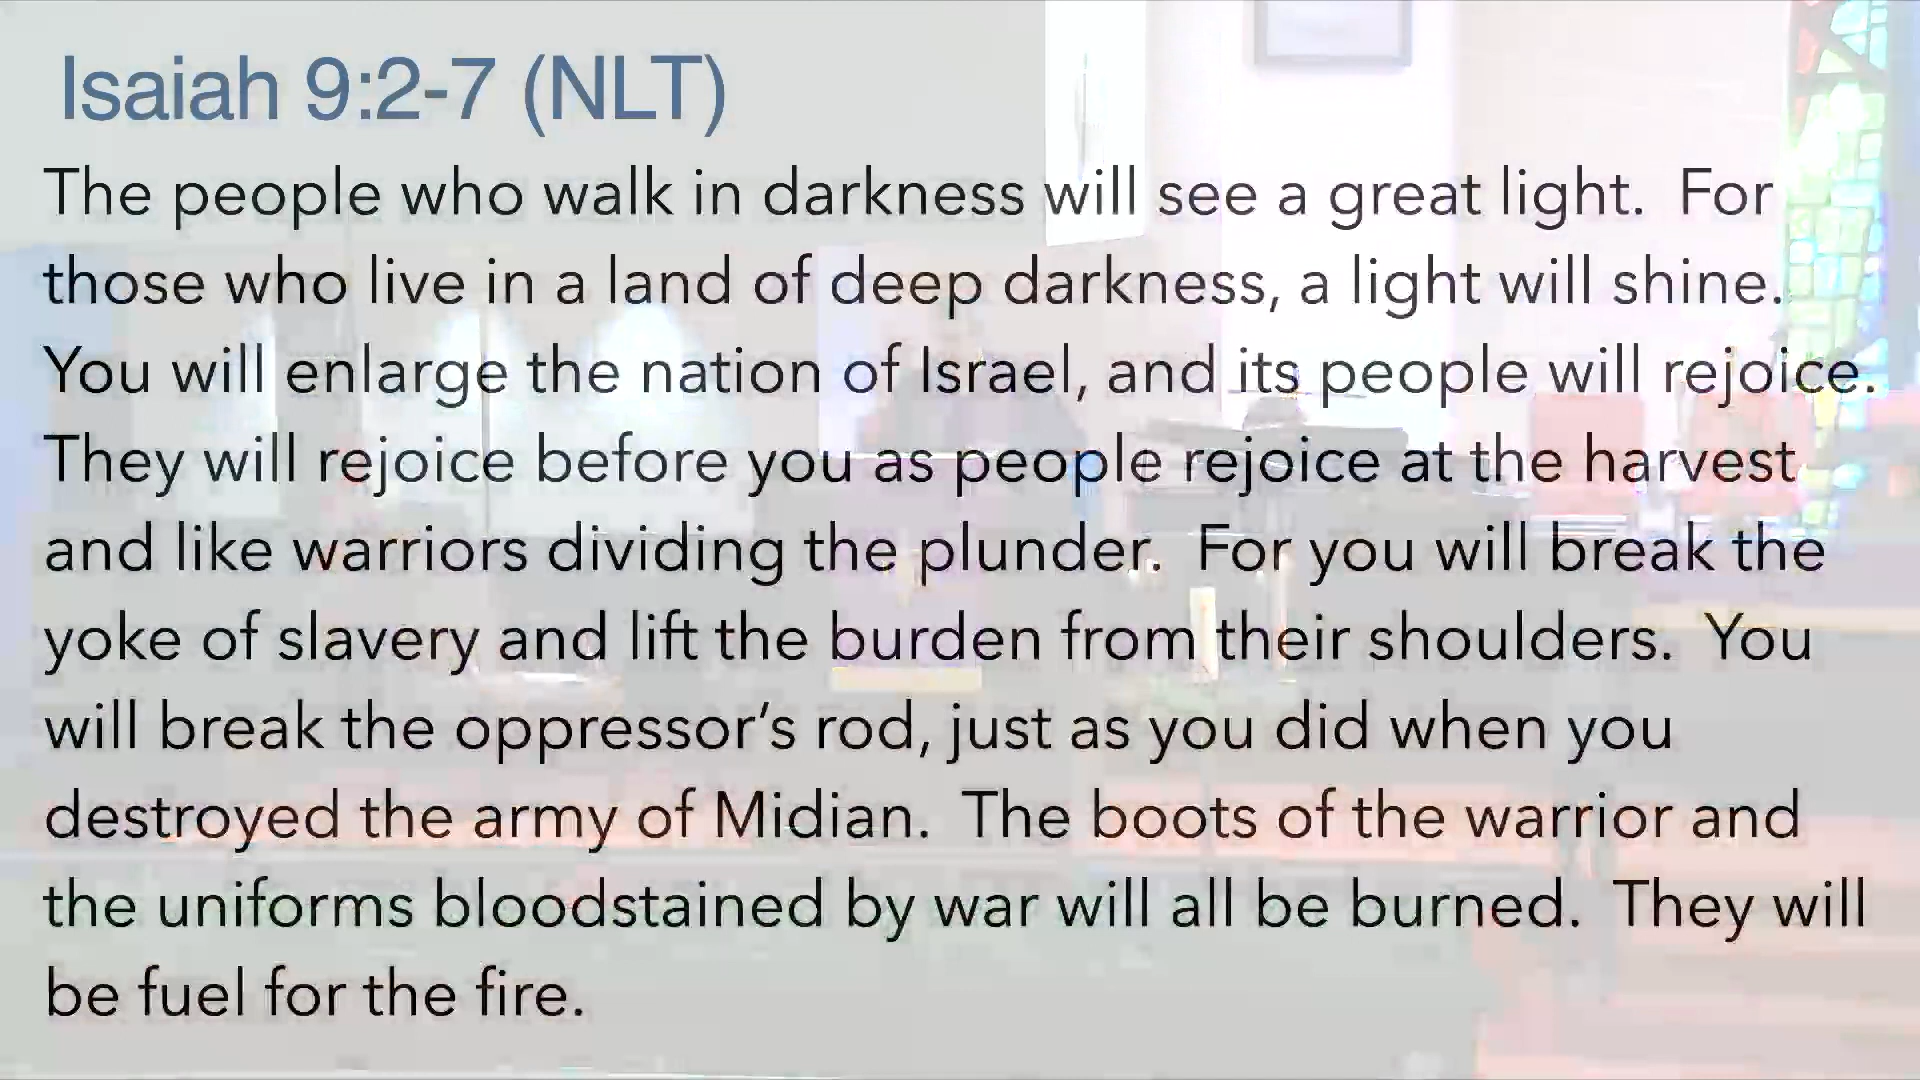 Isaiah 9:2-7 (NLT)
The people who walk in darkness will see a great light.  For
those who live in a land of deep darkness, a light will shine.
You will enlarge the nation of Israel, and its people will rejoice.
They will rejoice before you as people rejoice at the harvest
and like warriors dividing the plunder.  For you will break the
yoke of slavery and lift the burden from their shoulders.  You
will break the oppressor’s rod, just as you did when you
destroyed the army of Midian.  The boots of the warrior and
the uniforms bloodstained by war will all be burned.  They will
be fuel for the fire.